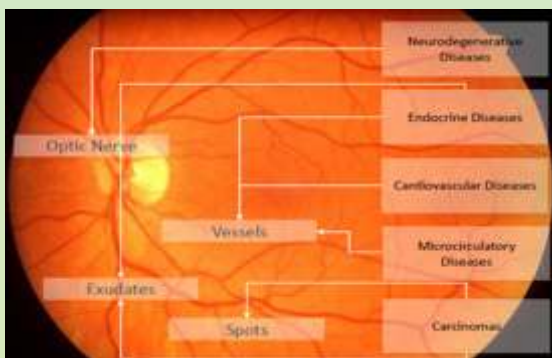 Neurodegenerative
Diseases
Endocrine Diseases
Optic Nerve
Cardiovascular Diseases
Vessels
Microcirculatory
Diseases
Exudates
Spots
Carcinomas